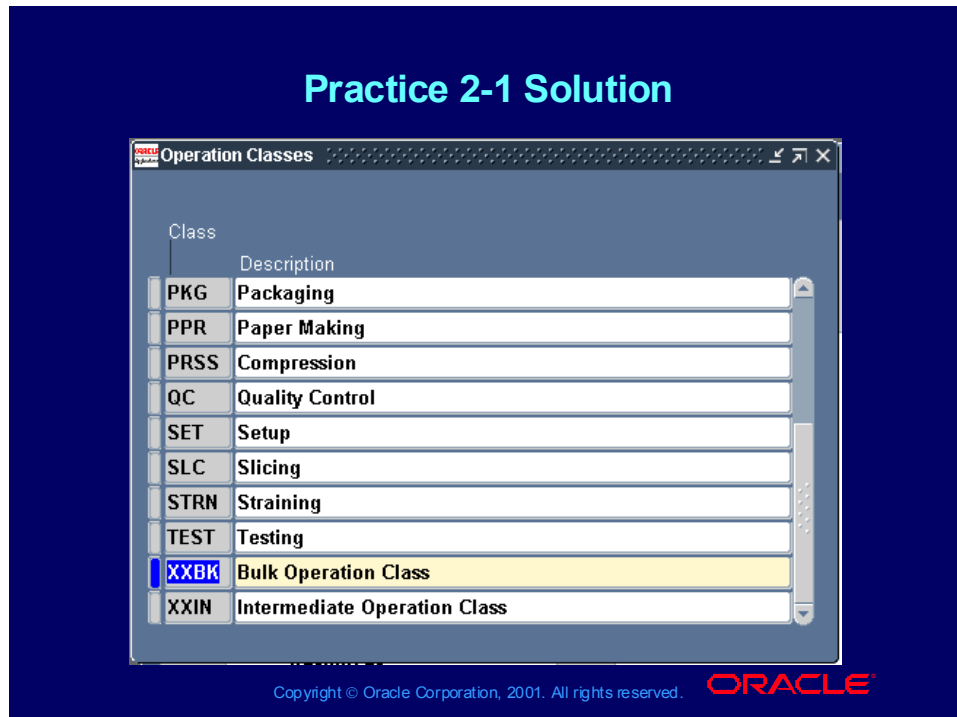 Practice 2-1 Solution
Operation Classes
Class
Description
PKG Packaging
PPR Paper Making
PRSS Compression
QC Quality Control
SET Setup
SLC Slicing
STRN Straining
TEST Testing
XXBK Bulk Operation Class
XXIN Intermediate Operation Class
Copyright © Oracle Corporation, 2001. All rights reserved.
ORACLE